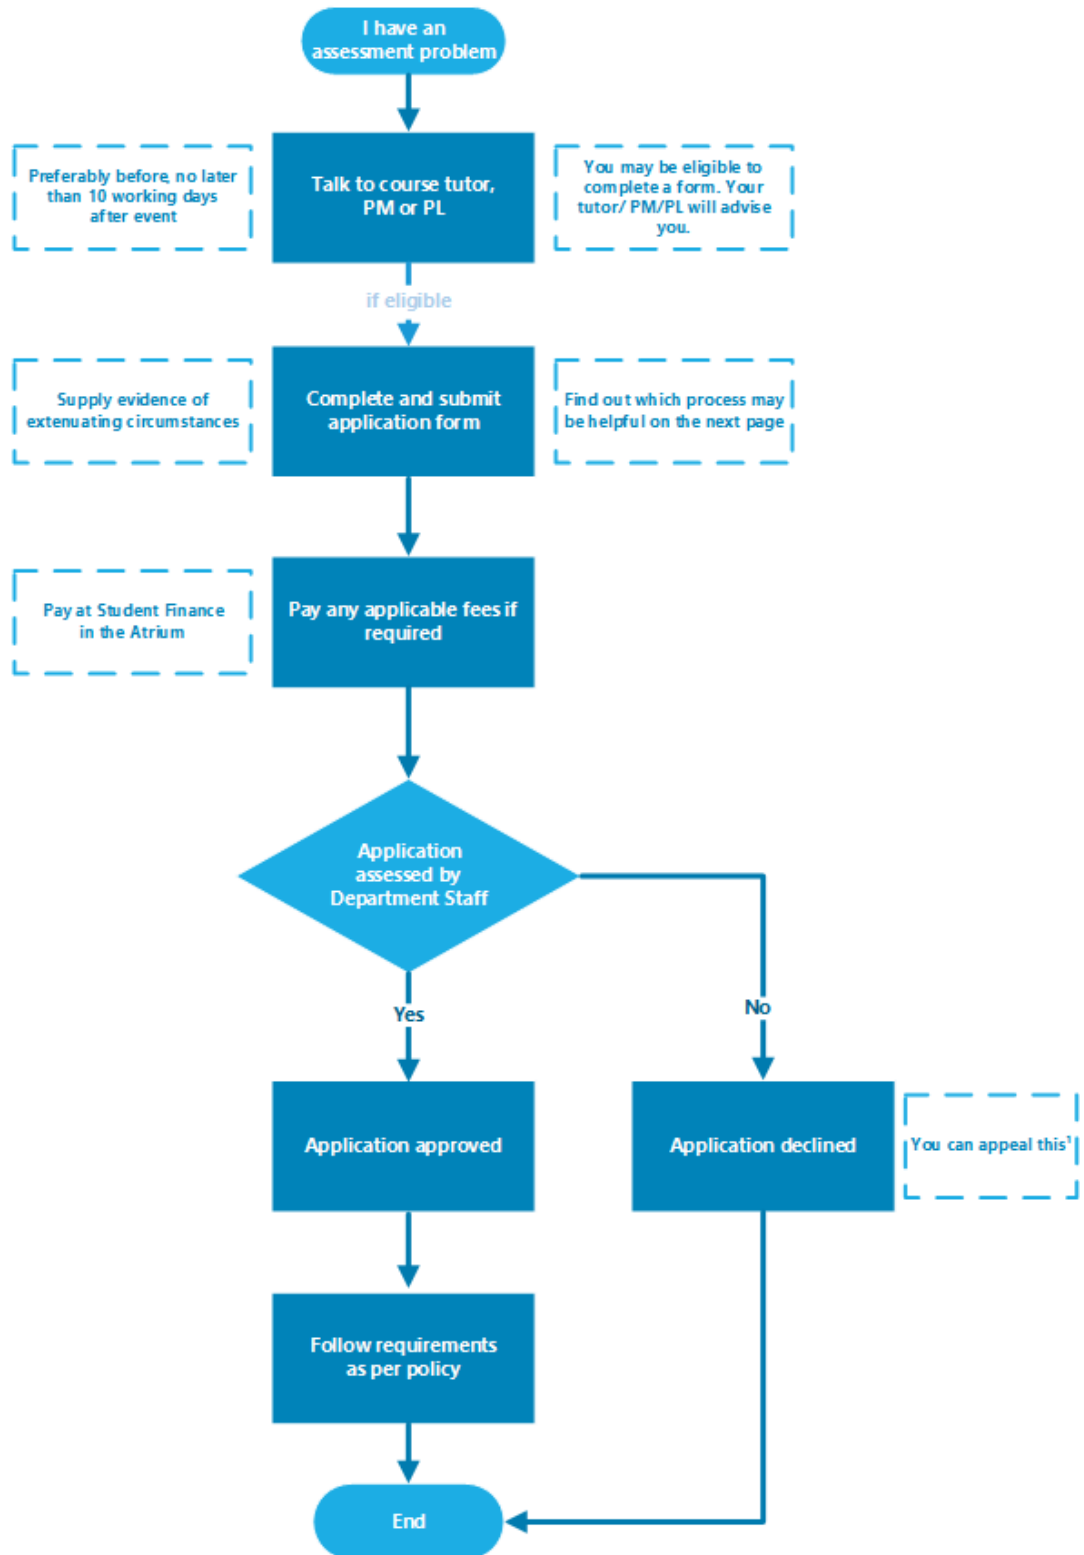 I have an
assessment problem
Preferably before, no later
than 10 working days
after event
Talk to course tutor,
PM or PL
You may be eligible to
complete a form. Your
tutor/ PM/PL will advise
you.
if eligible
Supply evidence of
extenuating circumstances
Complete and submit
application form
Find out which process may
be helpful on the next page
Pay at Student Finance
in the Atrium
Pay any applicable fees if
required
Application
assessed by
Department Staff
Yes
No
Application approved
Application declined
You can appeal this¹
Follow requirements
as per policy
End